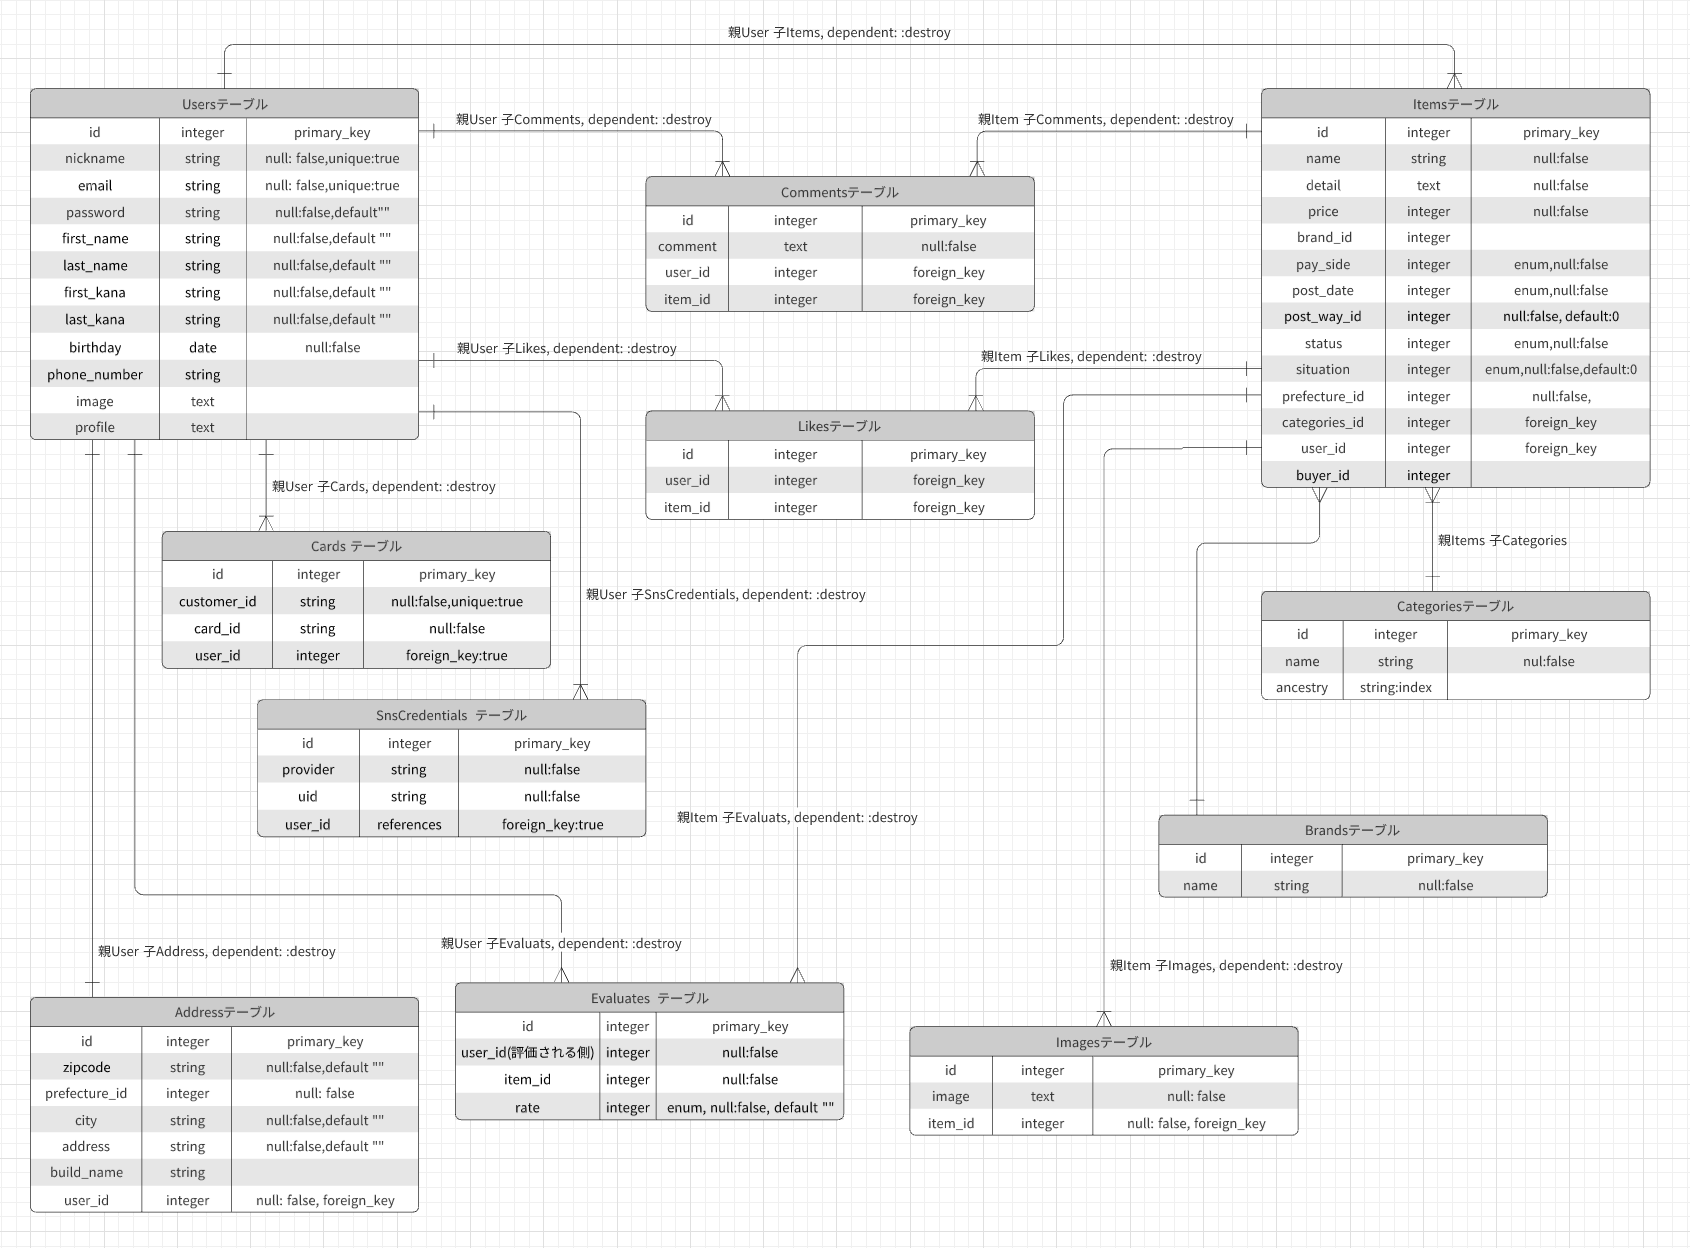 親User 子Items, dependent: :destroy
Usersテーブル
id integer primary_key
nickname string null: false,unique:true
email string null: false,unique:true
password string null:false,default""
first_name string null:false,default ""
last_name string null:false,default ""
first_kana string null:false,default ""
last_kana string null:false,default ""
birthday date null:false
phone_number string
image text
profile text
親User 子Comments, dependent: :destroy
親Item 子Comments, dependent: :destroy
Commentsテーブル
id integer primary_key
comment text null:false
user_id integer foreign_key
item_id integer foreign_key
Itemsテーブル
id integer primary_key
name string null:false
detail text null:false
price integer null:false
brand_id integer
pay_side integer enum,null:false
post_date integer enum,null:false
post_way_id integer null:false, default:0
status integer enum,null:false
situation integer enum,null:false,default:0
prefecture_id integer null:false,
categories_id integer foreign_key
user_id integer foreign_key
buyer_id integer
親User 子Likes, dependent: :destroy
親Item 子Likes, dependent: :destroy
Likesテーブル
id integer primary_key
user_id integer foreign_key
item_id integer foreign_key
親User 子Cards, dependent: :destroy
Cards テーブル
id integer primary_key
customer_id string null:false,unique:true
card_id string null:false
user_id integer foreign_key:true
親User 子SnsCredentials, dependent: :destroy
SnsCredentials テーブル
id integer primary_key
provider string null:false
uid string null:false
user_id references foreign_key:true
親Items 子Categories
Categoriesテーブル
id integer primary_key
name string nul:false
ancestry string:index
親Item 子Evaluats, dependent: :destroy
Brandsテーブル
id integer primary_key
name string null:false
親User 子Address, dependent: :destroy
親User 子Evaluats, dependent: :destroy
親Item 子Images, dependent: :destroy
Addressテーブル
id integer primary_key
zipcode string null:false,default ""
prefecture_id integer null: false
city string null:false,default ""
address string null:false,default ""
build_name string
user_id integer null: false, foreign_key
Evaluates テーブル
id integer primary_key
user_id(評価される側) integer null:false
item_id integer null:false
rate integer enum, null:false, default ""
Imagesテーブル
id integer primary_key
image text null: false
item_id integer null: false, foreign_key